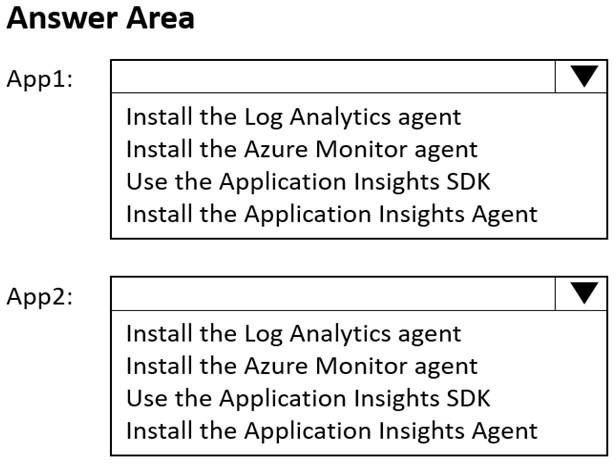 Answer Area
App1:
Install the Log Analytics agent
Install the Azure Monitor agent
Use the Application Insights SDK
Install the Application Insights Agent
App2:
Install the Log Analytics agent
Install the Azure Monitor agent
Use the Application Insights SDK
Install the Application Insights Agent